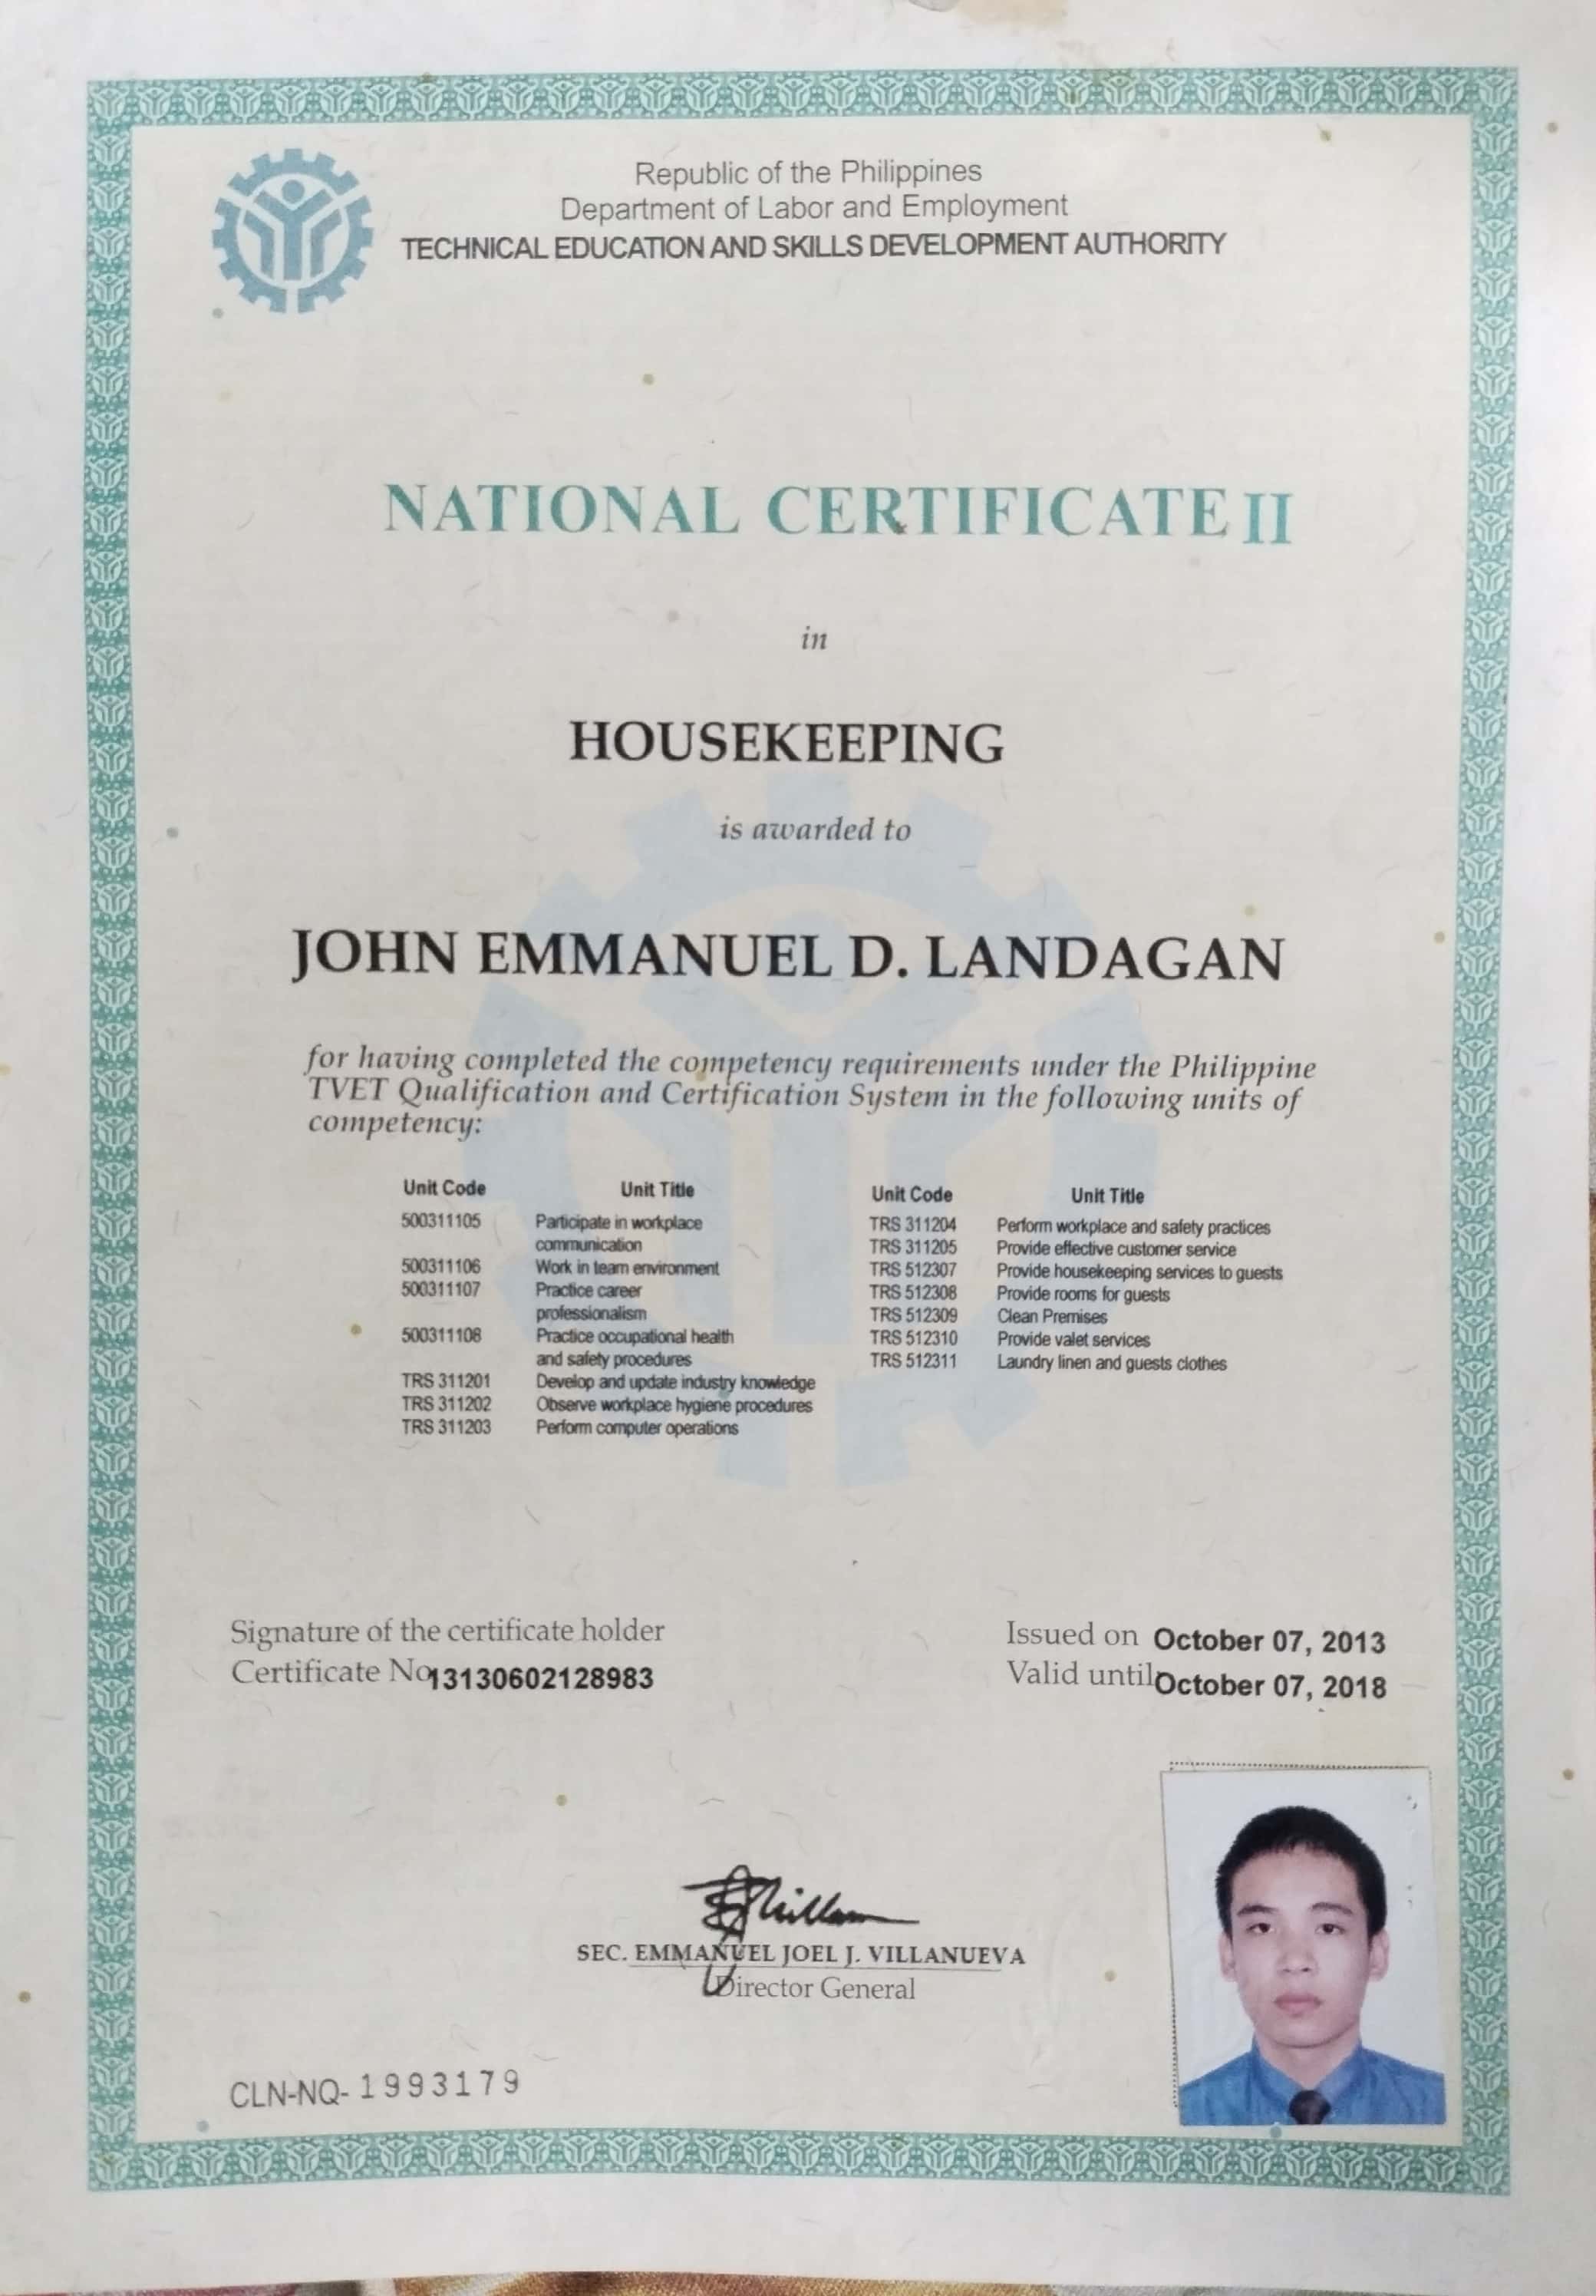 Republic of the Philippines
Department of Labor and Employment
TECHNICAL EDUCATION AND SKILLS DEVELOPMENT AUTHORITY
NATIONAL CERTIFICATE II
in
HOUSEKEEPING
is awarded to
JOHN EMMANUEL D. LANDAGAN
for having completed the competency requirements under the Philippine
TVET Qualification and Certification System in the following units of
competency:
Unit Code Unit Title
500311105 Participate in workplace
communication
500311106 Work in team environment
500311107 Practice career
professionalism
500311108 Practice occupational health
and safety procedures
TRS 311201 Develop and update industry knowledge
TRS 311202 Observe workplace hygiene procedures
TRS 311203 Perform computer operations
Unit Code Unit Title
TRS 311204 Perform workplace and safety practices
TRS 311205 Provide effective customer service
TRS 512307 Provide housekeeping services to guests
TRS 512308 Provide rooms for guests
TRS 512309 Clean Premises
TRS 512310 Provide valet services
TRS 512311 Laundry linen and guests clothes
Signature of the certificate holder
Certificate No 13130602128983
Issued on October 07, 2013
Valid until October 07, 2018
SEC. EMMANUEL JOEL J. VILLANUEVA
Director General
CLN-NQ- 1993179